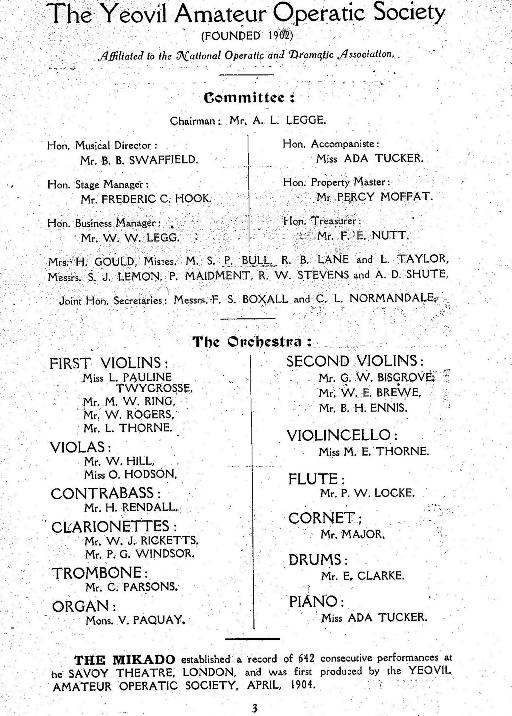 The Yeovil Amateur Operatic Society
(FOUNDED 1902)
Affiliated to the National Operatic and Dramatic Association.
Committee :
Chairman : Mr. A. L. LEGGE.
Hon. Musical Director :
Mr. B. B. SWAFFIELD.
Hon. Stage Manager :
Mr. FREDERIC C. HOOK.
Hon. Business Manager :
Mr. W. W. LEGG.
Hon. Accompaniste :
Miss ADA TUCKER.
Hon. Property Master :
Mr. PERCY MOFFAT.
Hon. Treasurer :
Mr. F. E. NUTT.
Mrs. H. GOULD, Misses. M. S. P. BULL, R. B. LANE and L. TAYLOR,
Messrs. S. J. LEMON, P. MAIDMENT, R. W. STEVENS and A. D. SHUTE,
Joint Hon. Secretaries : Messrs. F. S. BOXALL and C. L. NORMANDALE,
The Orchestra :
FIRST VIOLINS :
Miss L. PAULINE
TWYGROSSE,
Mr. M. W. RING,
Mr. W. ROGERS,
Mr. L. THORNE.
VIOLAS :
Mr. W. HILL,
Miss O. HODSON,
CONTRABASS :
Mr. H. RENDALL.
CLARIONETTES :
Mr. W. J. RICKETTS,
Mr. P. G. WINDSOR.
TROMBONE :
Mr. C. PARSONS.
ORGAN :
Mons. V. PAQUAY.
SECOND VIOLINS :
Mr. G. W. BISGROVE,
Mr. W. E. BREWE,
Mr. B. H. ENNIS.
VIOLINCELLO :
Miss M. E. THORNE.
FLUTE :
Mr. P. W. LOCKE.
CORNET ;
Mr. MAJOR,
DRUMS :
Mr. E. CLARKE.
PIANO :
Miss ADA TUCKER.
THE MIKADO established a record of 642 consecutive performances at
he SAVOY THEATRE, LONDON, and was first produced by the YEOVIL
AMATEUR OPERATIC SOCIETY, APRIL, 1904.
3